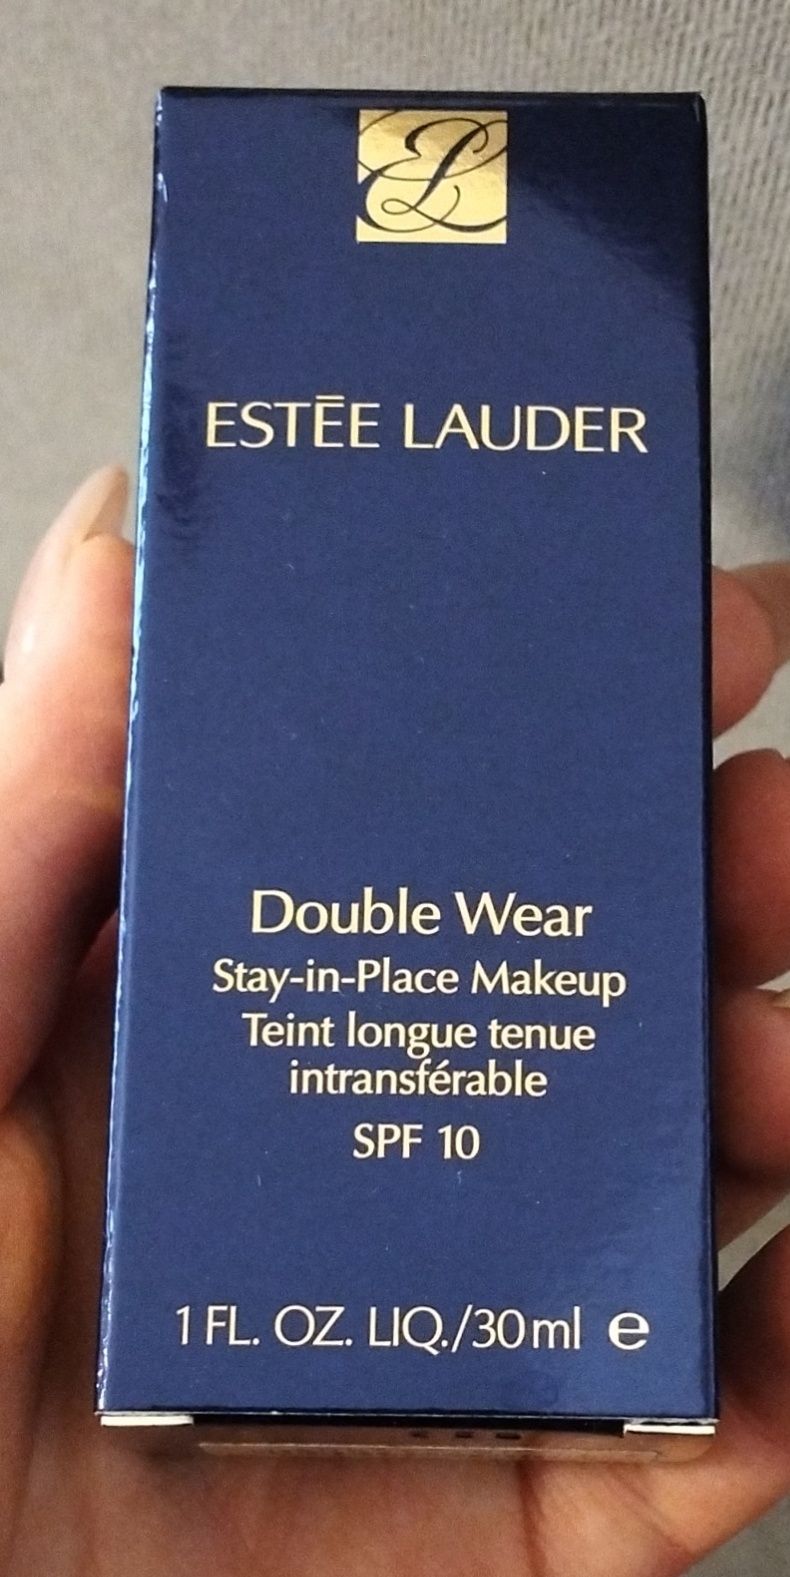 EL
ESTĒE LAUDER
Double Wear
Stay-in-Place Makeup
Teint longue tenue
intransférable
SPF 10
1 FL. OZ. LIQ./30ml ℮